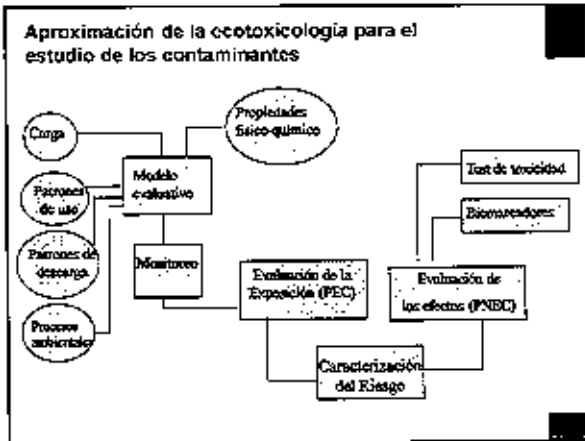 Aproximación de la ecotoxicología para el
estudio de los contaminantes
Propiedades
fisico-químico
Carga
Modelo
evaluativo
Test de toxicidad
Patrones
de uso
Biomarcadores
Patrones de
descarga
Monitoreo
Evaluación de la
Exposición (PEC)
Evaluación de
los efectos (PNEC)
Procesos
ambientales
Caracterización
del Riesgo